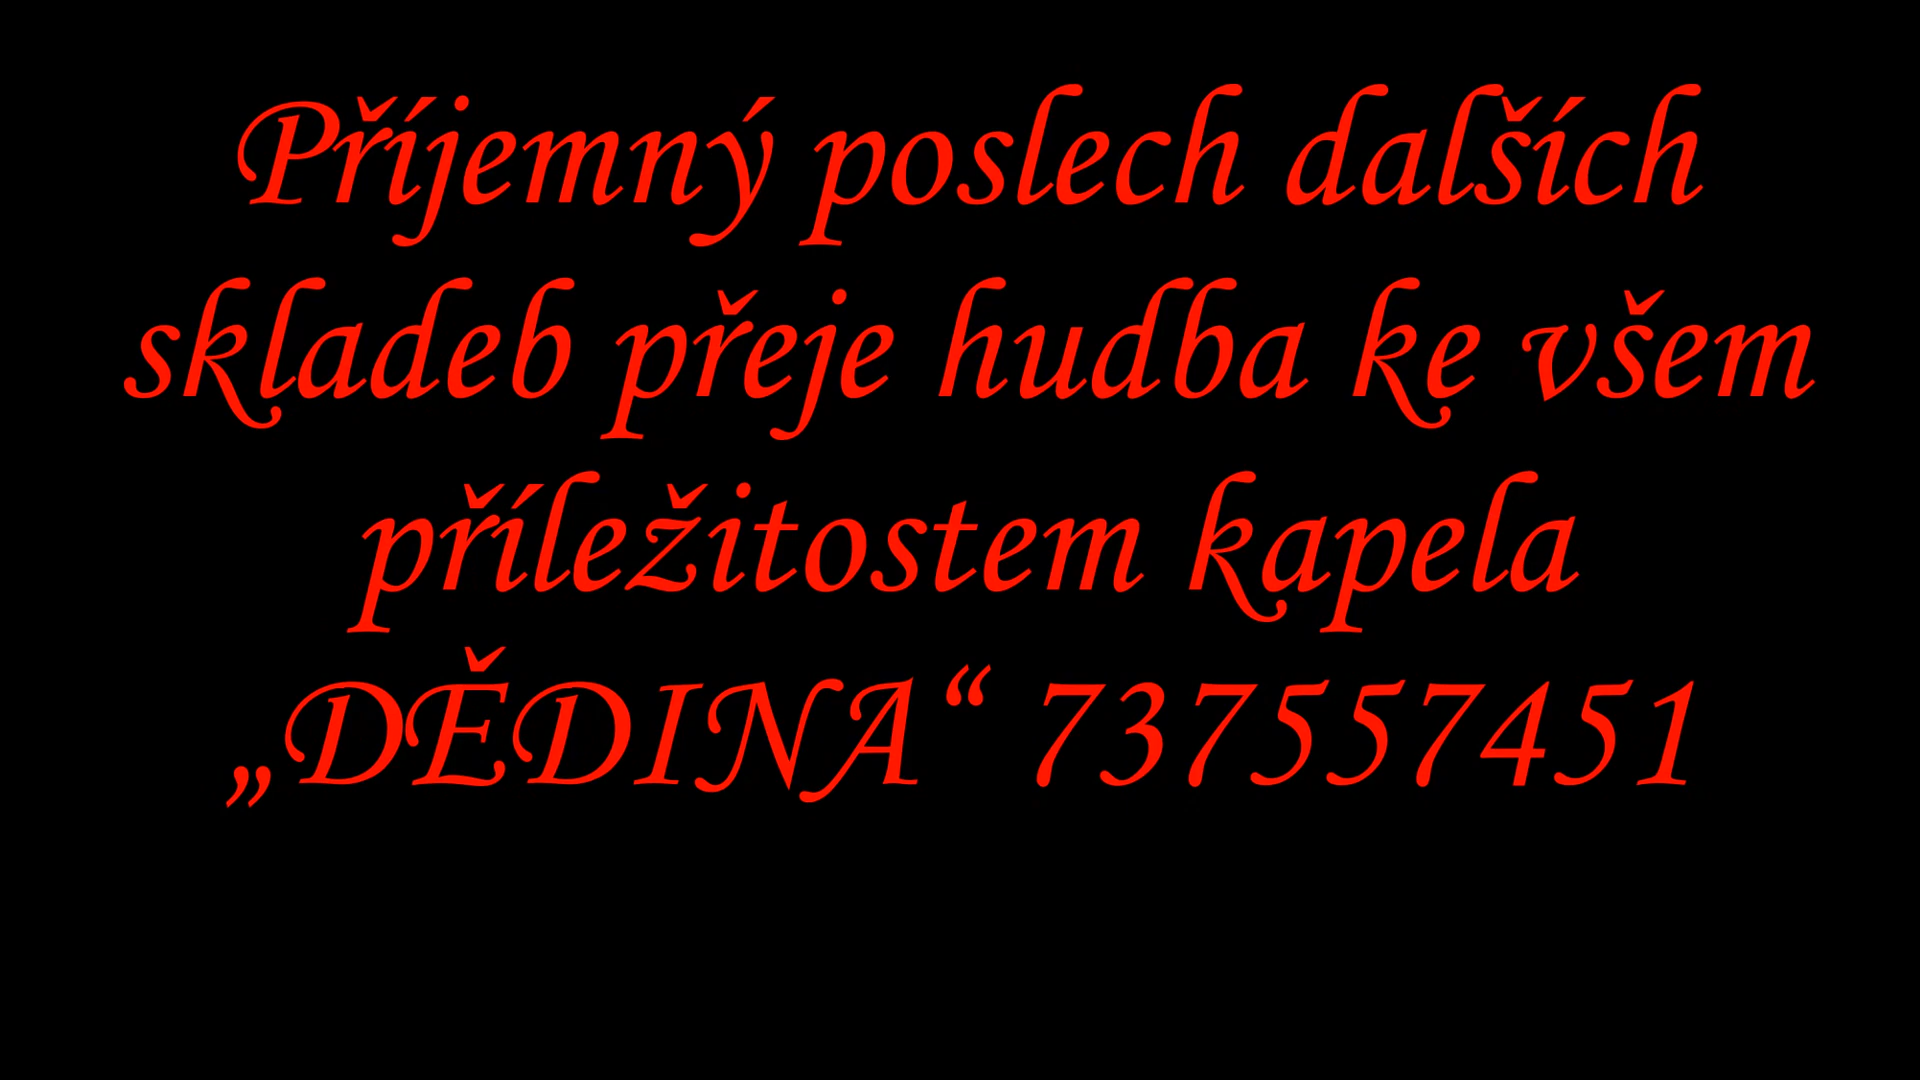 Příjemný poslech dalších
skladeb přeje hudba ke všem
příležitostem kapela
„DĚDINA“ 737557451